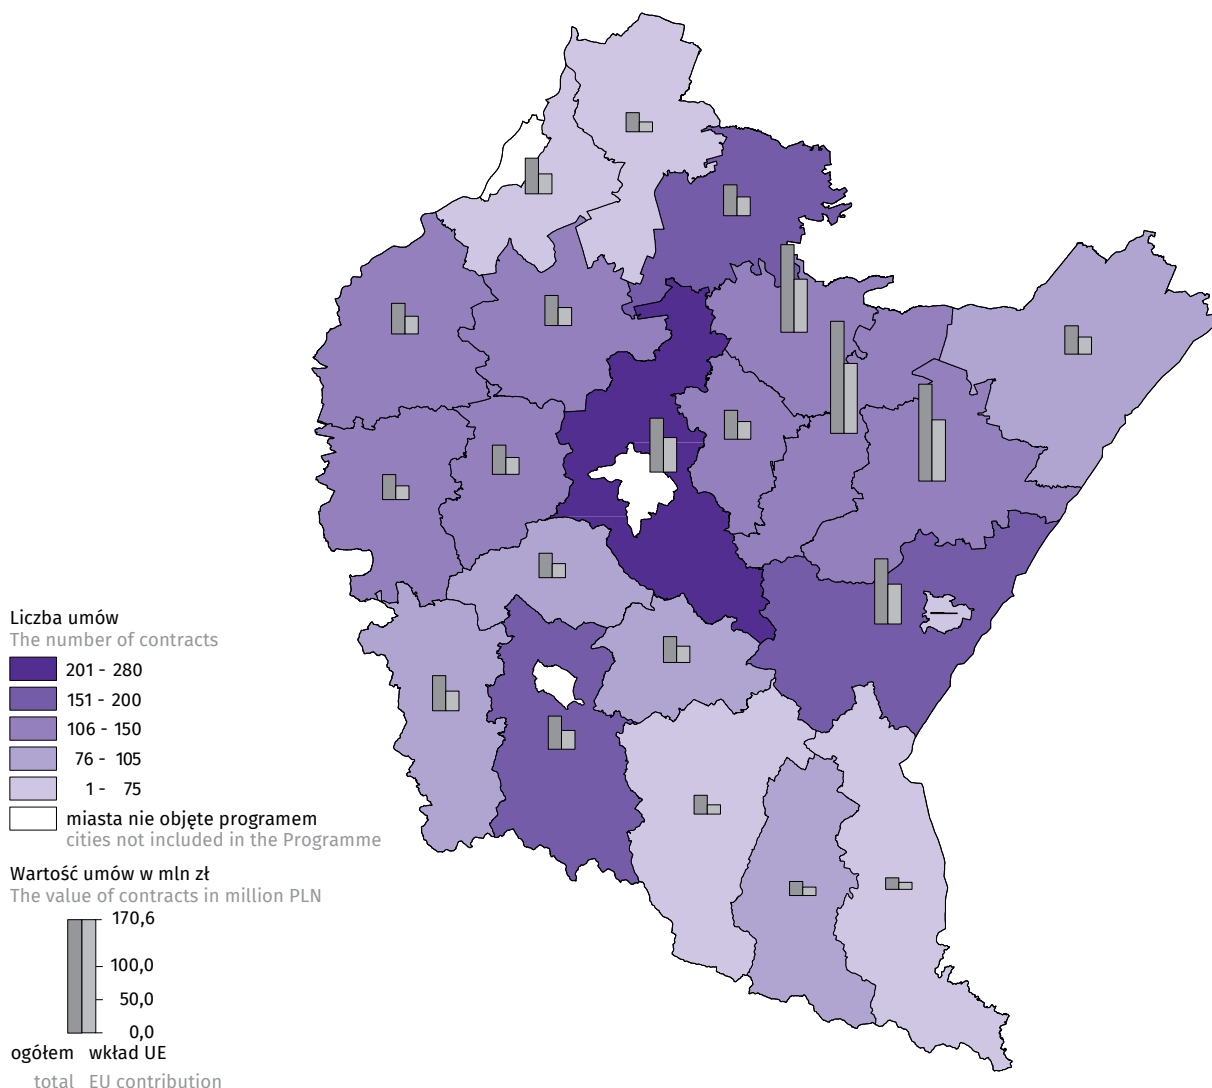 Liczba umów
The number of contracts
201 - 280
151 - 200
106 - 150
76 - 105
1 - 75
miasta nie objęte programem
cities not included in the Programme
Wartość umów w mln zł
The value of contracts in million PLN
170,6
100,0
50,0
0,0
ogółem wkład UE
total EU contribution